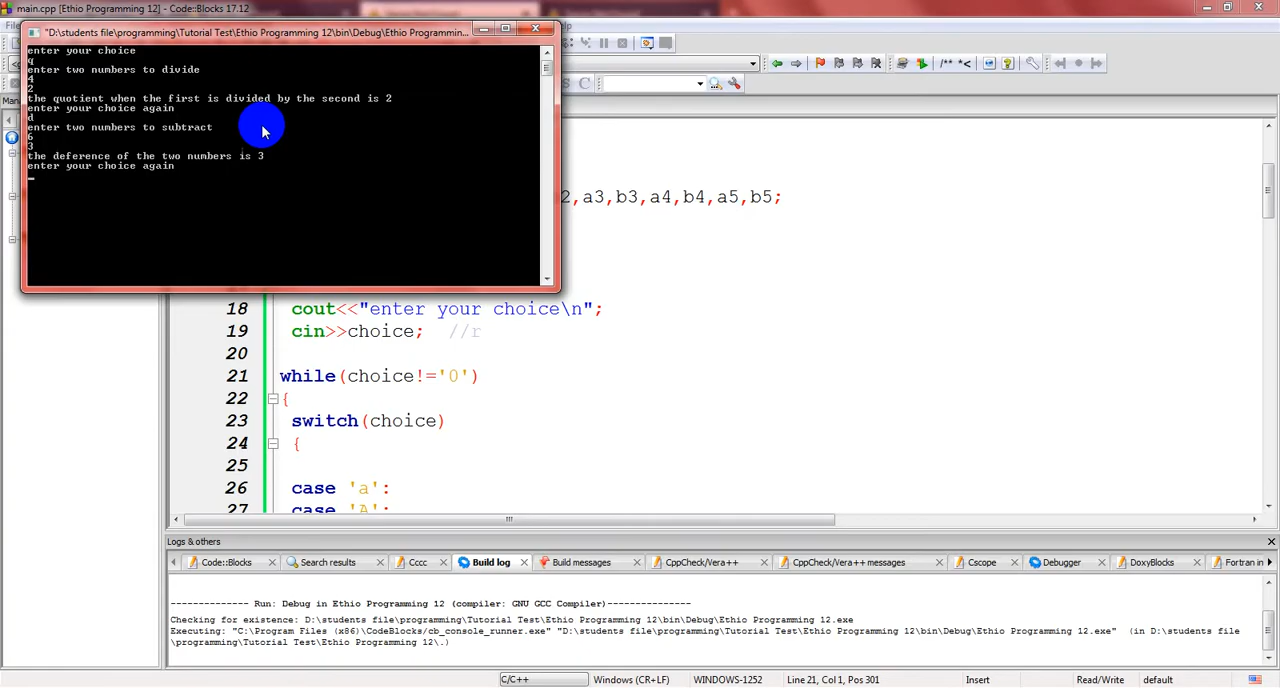 main.cpp [Ethio Programming 12] - Code::Blocks 17.12
"D:\students file\programming\Tutorial Test\Ethio Programming 12\bin\Debug\Ethio Programmin...
enter your choice
q
enter two numbers to divide
4
2
the quotient when the first is divided by the second is 2
enter your choice again
d
enter two numbers to subtract
6
3
the deference of the two numbers is 3
enter your choice again
2,a3,b3,a4,b4,a5,b5;
18 cout<<"enter your choice\n";
19 cin>>choice; //r
20
21 while(choice!='0')
22 {
23 switch(choice)
24 {
25
26 case 'a':
27 case 'A':
Logs & others
Code::Blocks
Search results
Ccc
Build log
Build messages
CppCheck/Vera++
CppCheck/Vera++ messages
Cscope
Debugger
DoxyBlocks
Fortran in
-------------- Run: Debug in Ethio Programming 12 (compiler: GNU GCC Compiler)---------------
Checking for existence: D:\students file\programming\Tutorial Test\Ethio Programming 12\bin\Debug\Ethio Programming 12.exe
Executing: "C:\Program Files (x86)\CodeBlocks/cb_console_runner.exe" "D:\students file\programming\Tutorial Test\Ethio Programming 12\bin\Debug\Ethio Programming 12.exe"  (in D:\students file
\programming\Tutorial Test\Ethio Programming 12\.)
C/C++
Windows (CR+LF)
WINDOWS-1252
Line 21, Col 1, Pos 301
Insert
Read/Write
default